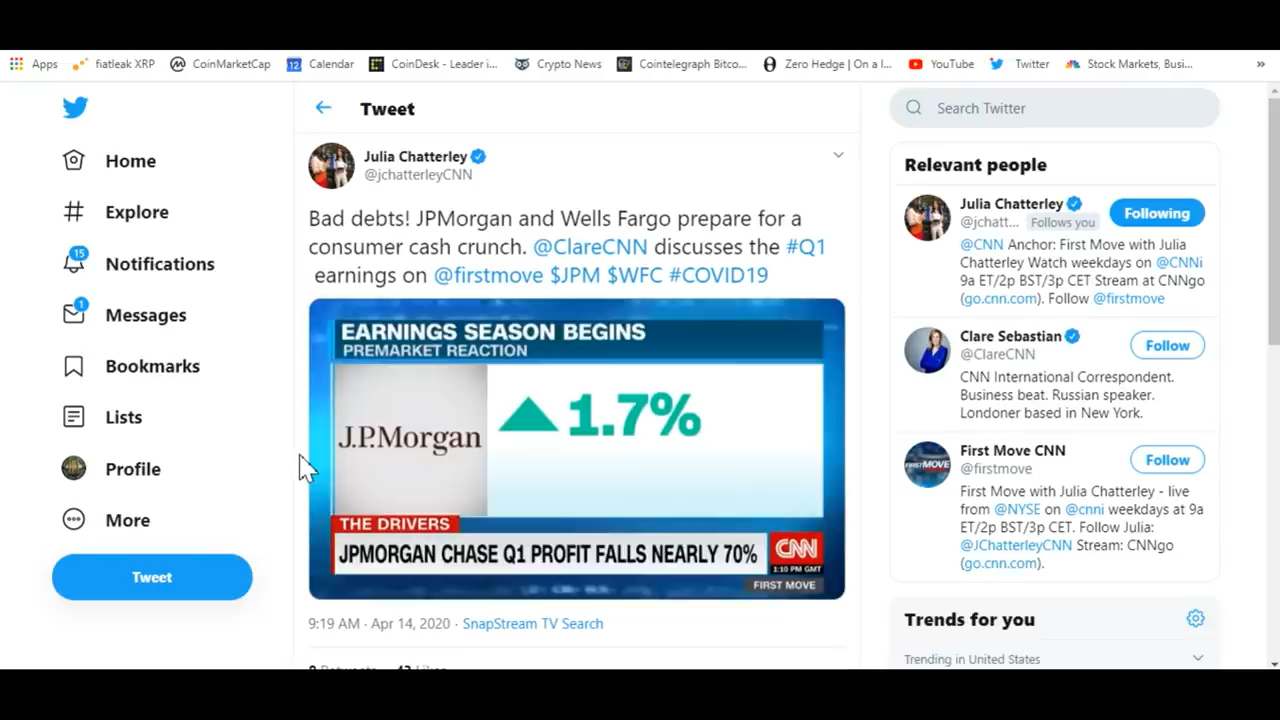 Apps fiatleak XRP CoinMarketCap 12 Calendar CoinDesk - Leader i... Crypto News Cointelegraph Bitco... Zero Hedge | On a l... YouTube Twitter Stock Markets, Busi... »
Home
Explore
15
Notifications
1
Messages
Bookmarks
Lists
Profile
More
Tweet
Tweet
Julia Chatterley
@jchatterleyCNN
Bad debts! JPMorgan and Wells Fargo prepare for a
consumer cash crunch. @ClareCNN discusses the #Q1
earnings on @firstmove $JPM $WFC #COVID19
EARNINGS SEASON BEGINS
PREMARKET REACTION
J.P.Morgan
1.7%
THE DRIVERS
JPMORGAN CHASE Q1 PROFIT FALLS NEARLY 70%
CNN
1:10 PM GMT
FIRST MOVE
9:19 AM · Apr 14, 2020 · SnapStream TV Search
Search Twitter
Relevant people
Julia Chatterley
@jchatt... Follows you
Following
@CNN Anchor: First Move with Julia
Chatterley Watch weekdays on @CNNi
9a ET/2p BST/3p CET Stream at CNNgo
(go.cnn.com). Follow @firstmove
Clare Sebastian
@ClareCNN
Follow
CNN International Correspondent.
Business beat. Russian speaker.
Londoner based in New York.
FIRST MOVE
First Move CNN
@firstmove
Follow
First Move with Julia Chatterley - live
from @NYSE on @cnni weekdays at 9a
ET/2p BST/3p CET. Follow Julia:
@JChatterleyCNN Stream: CNNgo
(go.cnn.com).
Trends for you
Trending in United States